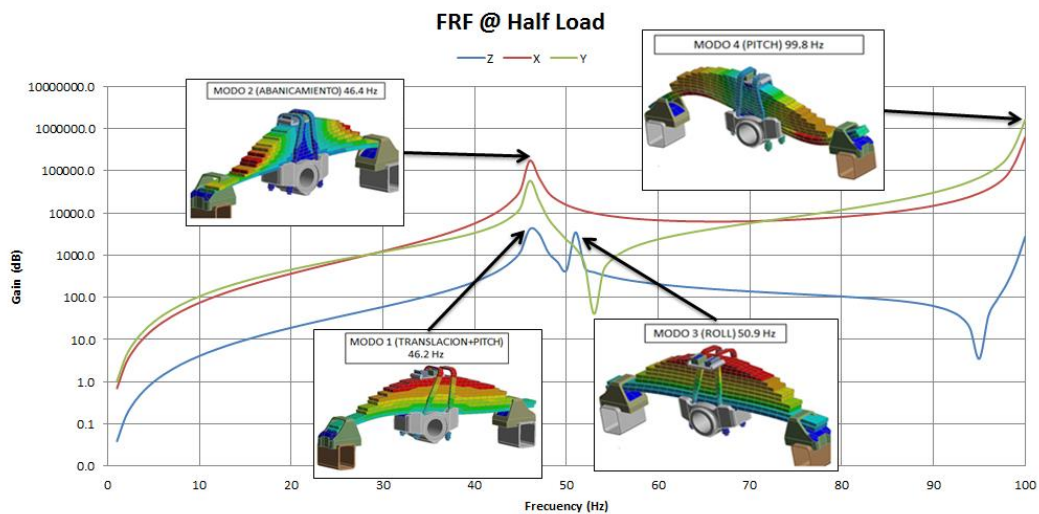 FRF @ Half Load
Z X Y
MODO 4 (PITCH) 99.8 Hz
MODO 2 (ABANICAMIENTO) 46.4 Hz
10000000.0
1000000.0
100000.0
10000.0
1000.0
100.0
10.0
1.0
0.1
0.0
Gain (dB)
MODO 1 (TRANSLACION+PITCH)
46.2 Hz
MODO 3 (ROLL) 50.9 Hz
0 10 20 30 40 50 60 70 80 90 100
Frecuency (Hz)